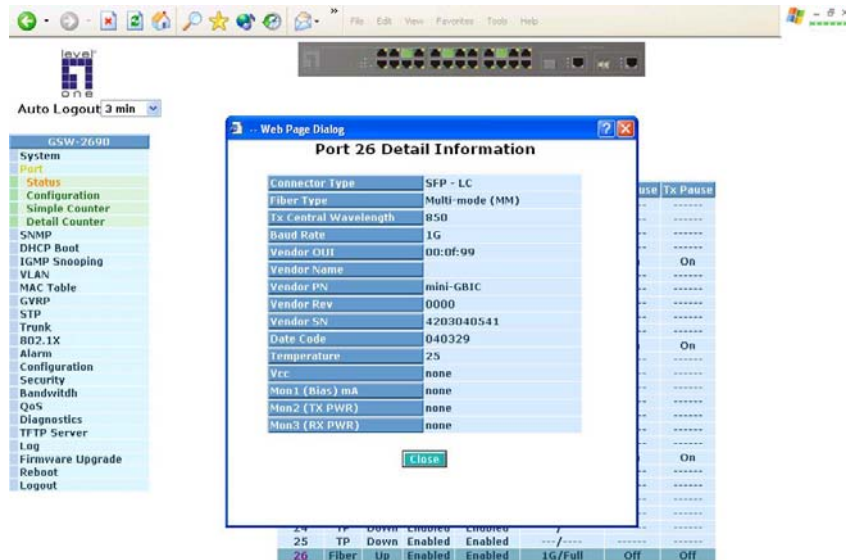 File Edit View Favorites Tools Help
level
one
Auto Logout 3 min
GSW-2690
System
Port
Status
Configuration
Simple Counter
Detail Counter
SNMP
DHCP Boot
IGMP Snooping
VLAN
MAC Table
GVRP
STP
Trunk
802.1X
Alarm
Configuration
Security
Bandwitdh
QoS
Diagnostics
TFTP Server
Log
Firmware Upgrade
Reboot
Logout
-- Web Page Dialog
Port 26 Detail Information
Connector Type SFP - LC
Fiber Type Multi-mode (MM)
Tx Central Wavelength 850
Baud Rate 1G
Vendor OUI 00:0f:99
Vendor Name
Vendor PN mini-GBIC
Vendor Rev 0000
Vendor SN 4203040541
Date Code 040329
Temperature 25
Vcc none
Mon1 (Bias) mA none
Mon2 (TX PWR) none
Mon3 (RX PWR) none
Close
Tx Pause
------
------
------
On
------
------
------
On
------
------
------
------
------
------
------
On
------
------
------
24 TP Down Enabled Enabled
25 TP Down Enabled Enabled ---/---- ------ ------
26 Fiber Up Enabled Enabled 1G/Full Off Off